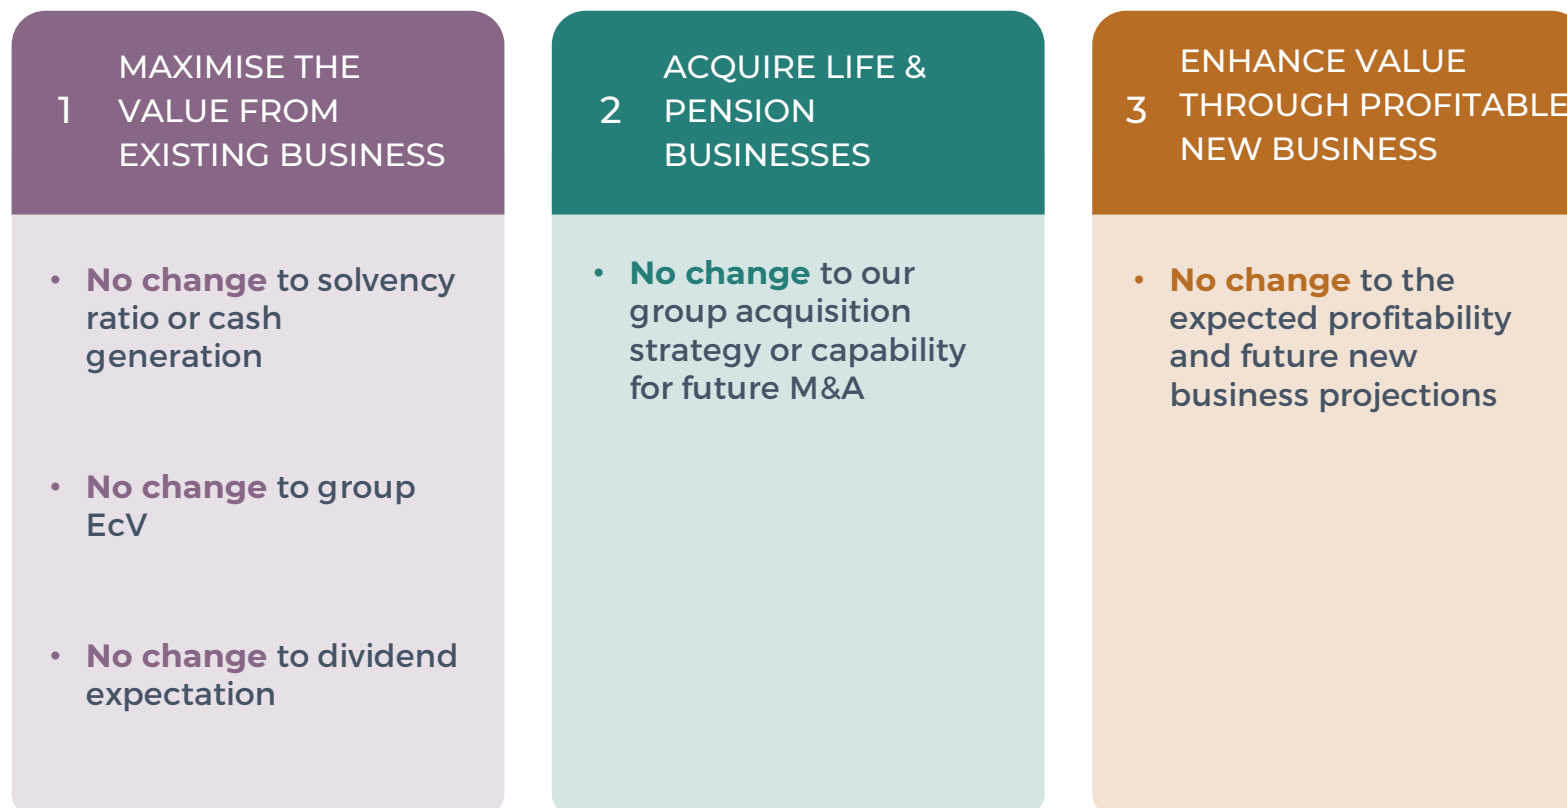 1
MAXIMISE THE
VALUE FROM
EXISTING BUSINESS
• No change to solvency
ratio or cash
generation
• No change to group
EcV
• No change to dividend
expectation
2
ACQUIRE LIFE &
PENSION
BUSINESSES
• No change to our
group acquisition
strategy or capability
for future M&A
3
ENHANCE VALUE
THROUGH PROFITABLE
NEW BUSINESS
• No change to the
expected profitability
and future new
business projections